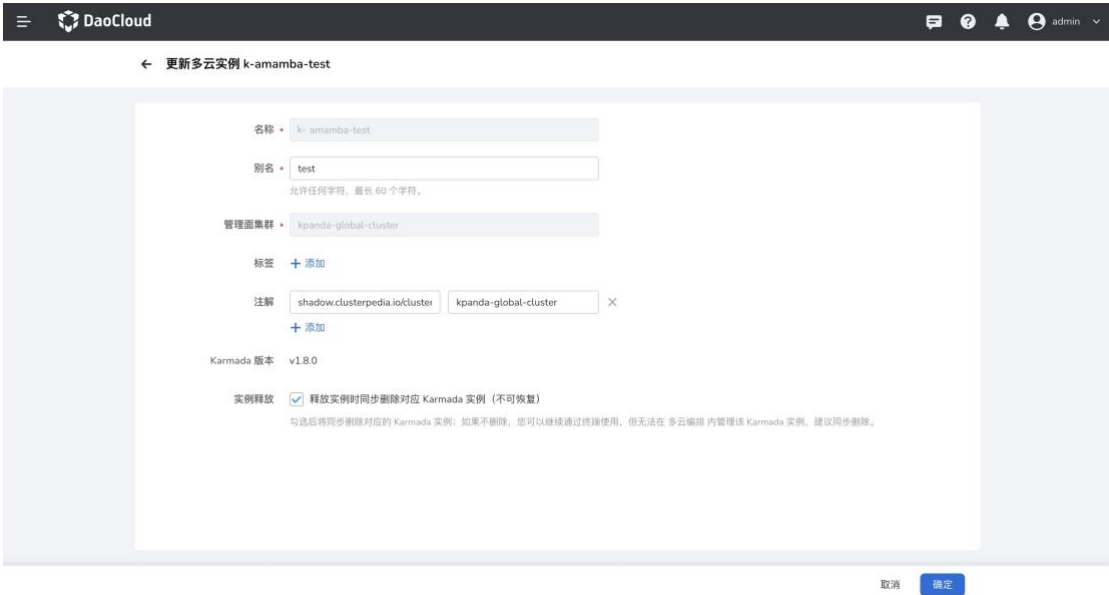 DaoCloud
admin
更新多云实例 k-amamba-test
名称 • k- amamba-test
别名 • test
允许任何字符，最长 60 个字符。
管理面集群 • kpanda-global-cluster
标签 + 添加
注解 shadow.clusterpedia.io/cluster kpanda-global-cluster
+ 添加
Karmada 版本 v1.8.0
实例释放 释放实例时同步删除对应 Karmada 实例（不可恢复）
勾选后将同步删除对应的 Karmada 实例；如果不删除，您可以继续通过终端使用，但无法在 多云编排 内管理该 Karmada 实例，建议同步删除。
取消 确定